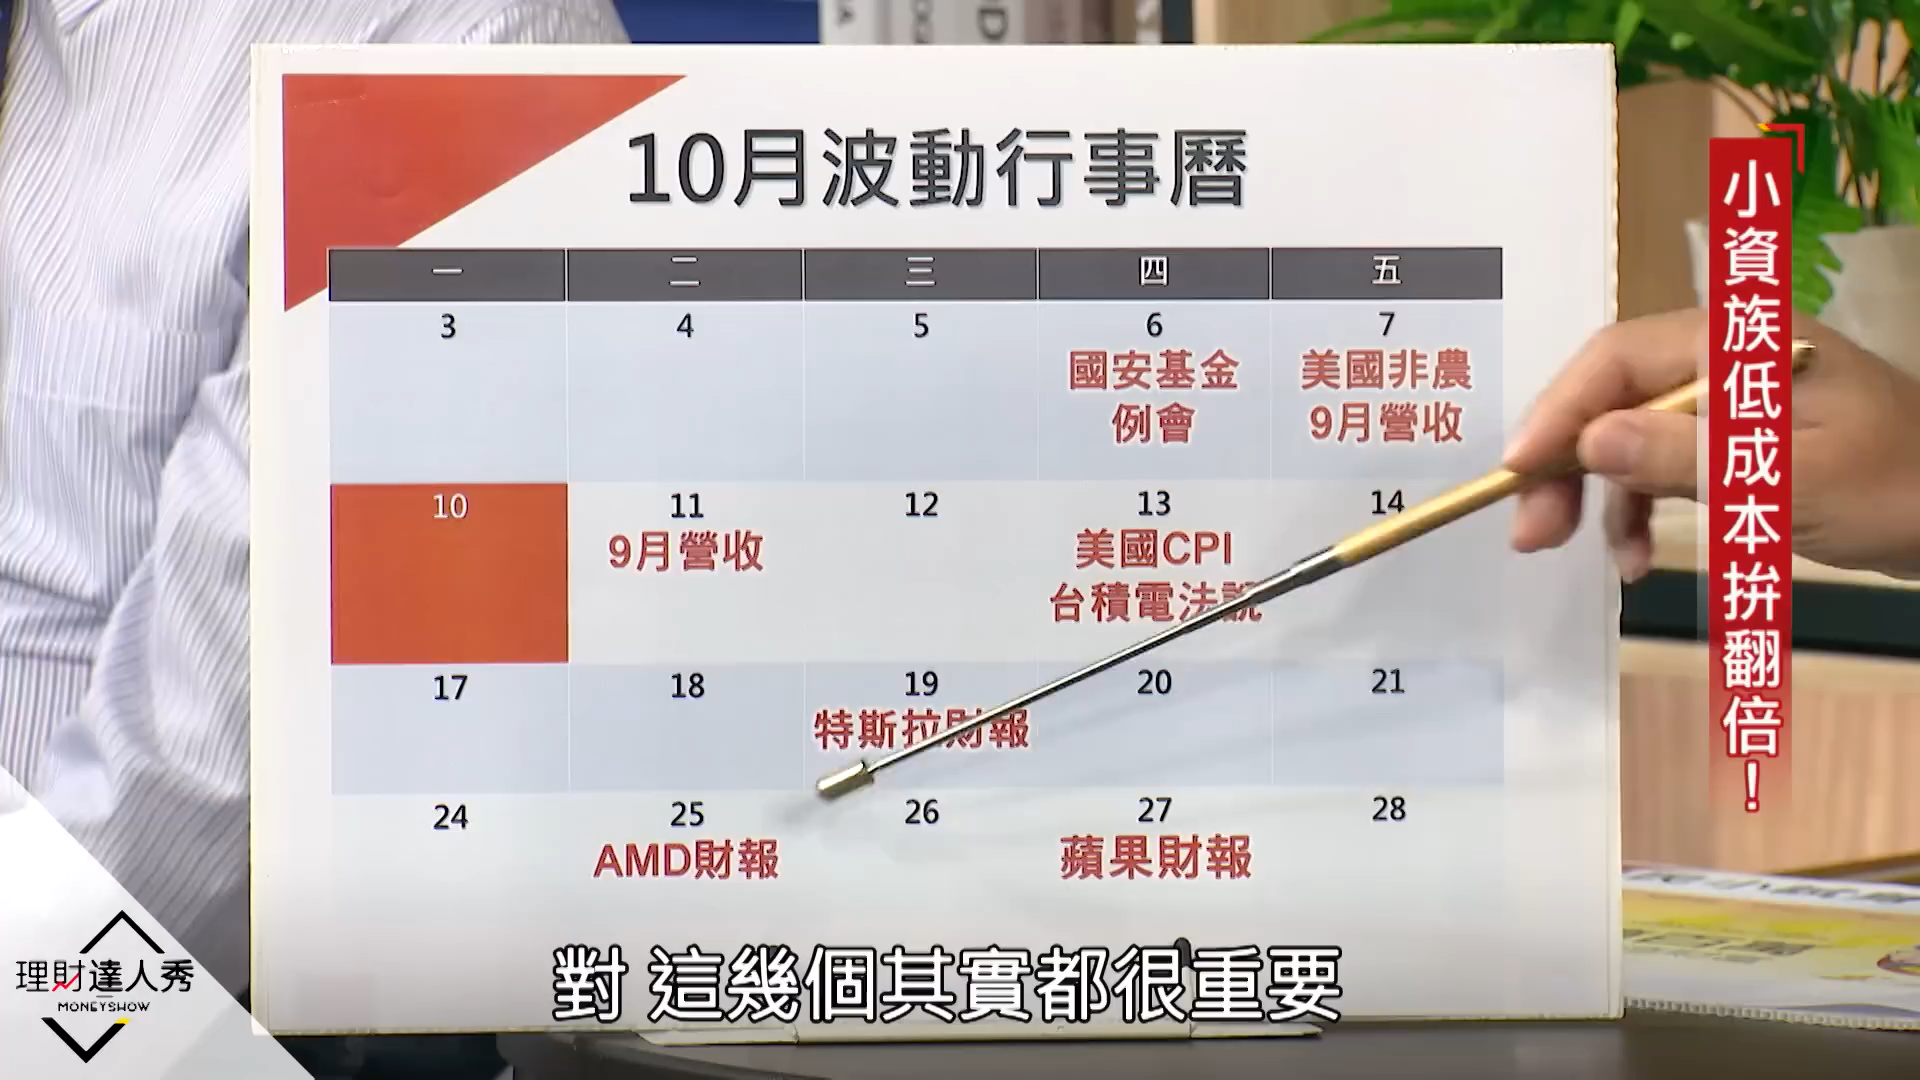 10月波動行事曆
一 二 三 四 五
3 4 5 6 7
國安基金 美國非農
例會 9月營收
10 11 12 13 14
9月營收 美國CPI
台積電法說
17 18 19 20 21
特斯拉財報
24 25 26 27 28
AMD財報 蘋果財報
小資族低成本拚翻倍！
對 這幾個其實都很重要
理財達人秀
MONEYSHOW